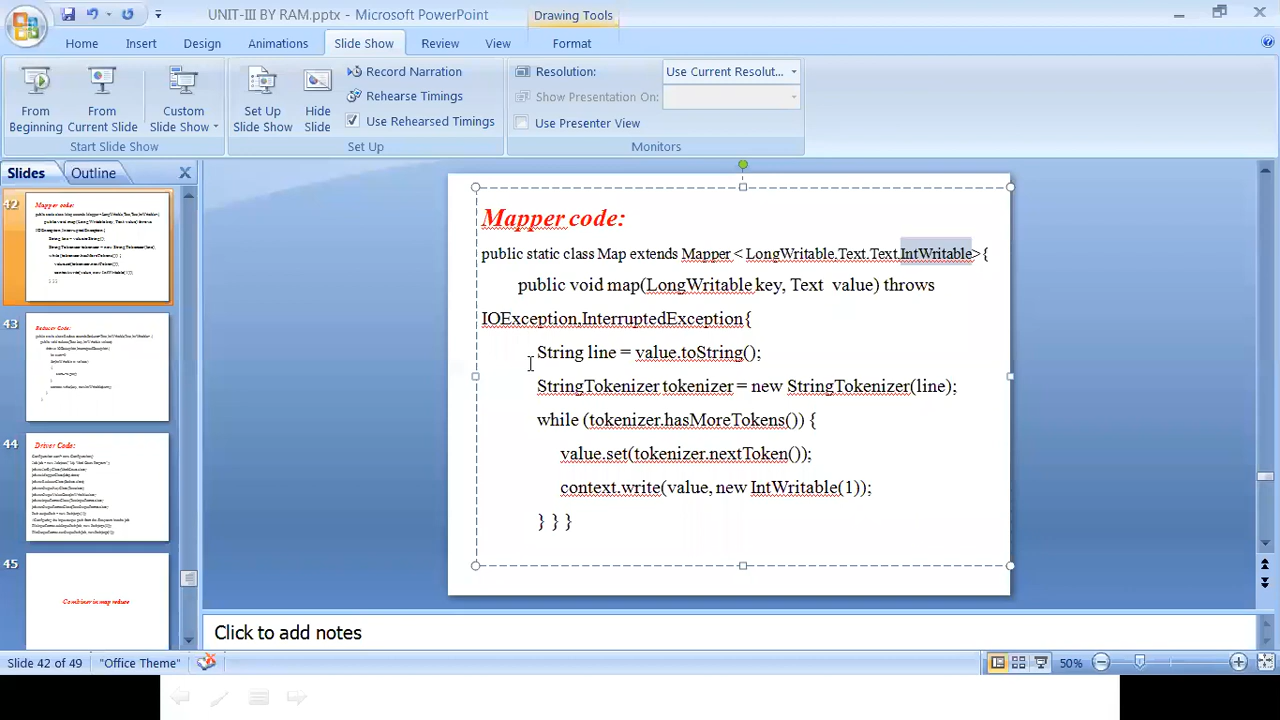 UNIT-III BY RAM.pptx - Microsoft PowerPoint
Drawing Tools
Home
Insert
Design
Animations
Slide Show
Review
View
Format
From Beginning
From Current Slide
Custom Slide Show
Start Slide Show
Set Up Slide Show
Hide Slide
Record Narration
Rehearse Timings
Use Rehearsed Timings
Set Up
Resolution:
Use Current Resolut...
Show Presentation On:
Use Presenter View
Monitors
Slides
Outline
42
Mapper code:
43
Reducer Code:
44
Driver Code:
45
Combiner in map reduce
Mapper code:
public static class Map extends Mapper < LongWritable,Text,Text,IntWritable>{
public void map(LongWritable key, Text value) throws
IOException,InterruptedException{
String line = value.toString();
StringTokenizer tokenizer = new StringTokenizer(line);
while (tokenizer.hasMoreTokens()) {
value.set(tokenizer.nextToken());
context.write(value, new IntWritable(1));
} } }
Click to add notes
Slide 42 of 49
"Office Theme"
50%